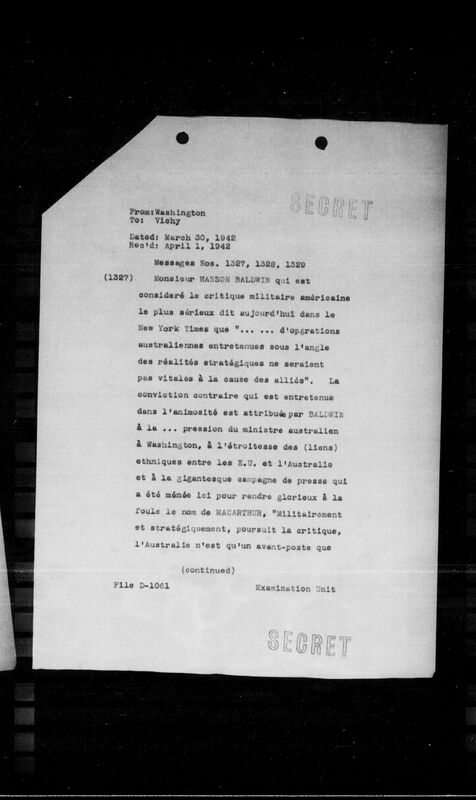 SECRET
From:Washington
To: Vichy
Dated: March 30, 1942
Rec'd: April 1, 1942
Messages Nos. 1327, 1328, 1329
(1327) Monsieur HANSON BALDWIN qui est
consideré le critique militaire américaine
le plus sérieux dit aujourd'hui dans le
New York Times que "... ... d'opérations
australiennes entretenues sous l'angle
des réalités stratégiques ne seraient
pas vitales à la cause des alliés". La
conviction contraire qui est entretenue
dans l'animosité est attribuée par BALDWIN
à la ... pression du ministre australien
à Washington, à l'étroitesse des (liens)
ethniques entre les E.U. et l'Australie
et à la gigantesque campagne de presse qui
a été ménée ici pour rendre glorieux à la
foule le nom de MACARTHUR, "Militairement
et stratégiquement, poursuit la critique,
l'Australie n'est qu'un avant-poste que
(continued)
File D-1061 Examination Unit
SECRET